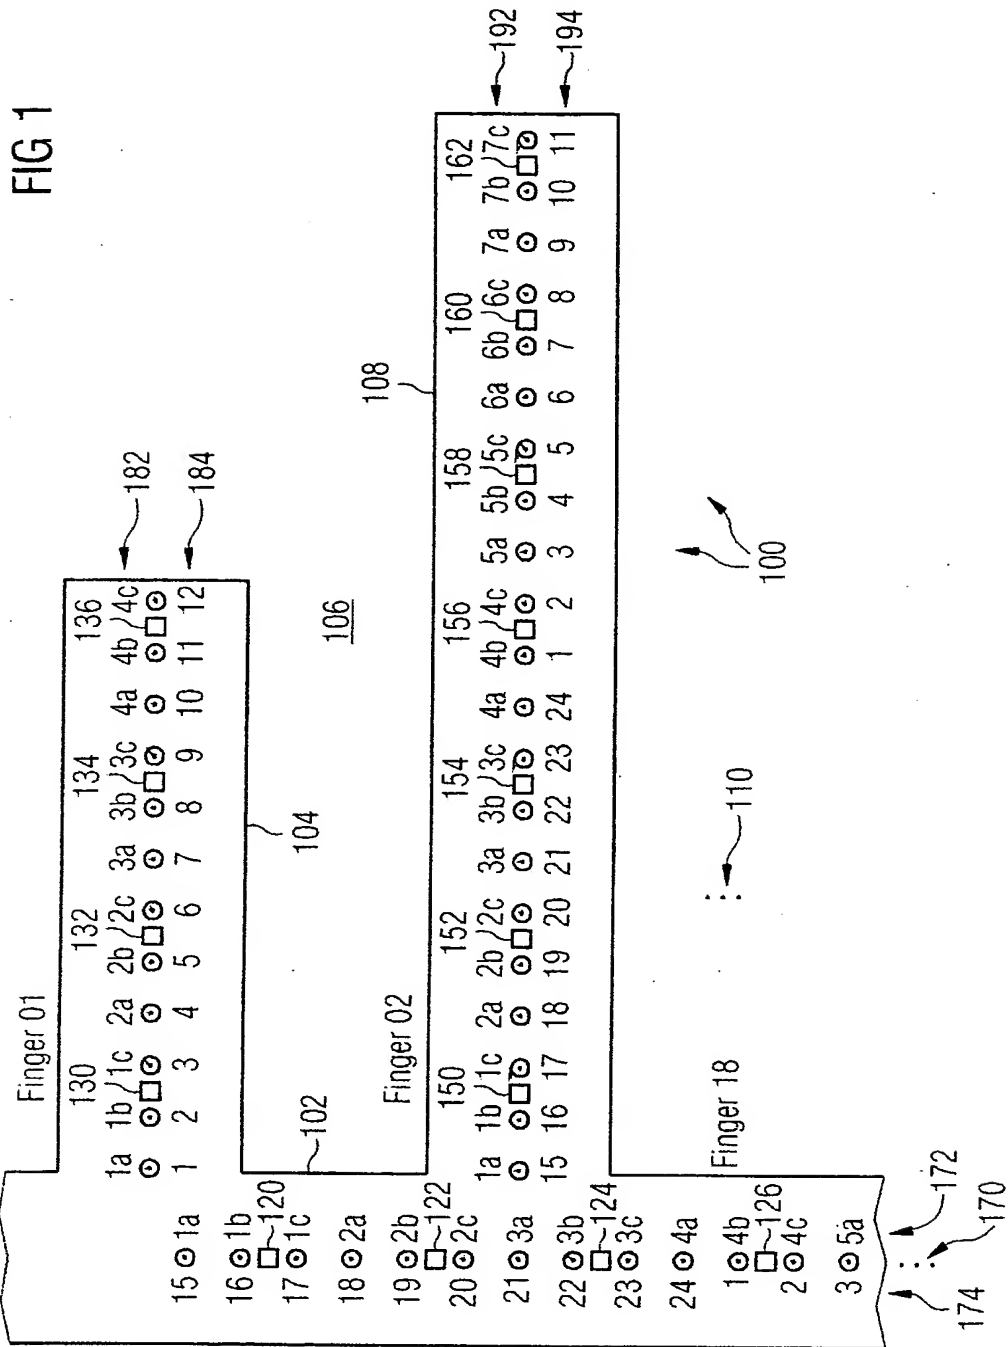 FIG 1
Finger 01
130 132 134 136
1a 1b 1c 2a 2b 2c 3a 3b 3c 4a 4b 4c
1 2 3 4 5 6 7 8 9 10 11 12
182
184
102
104
106
108
Finger 02
150 152 154 156 158 160 162
1a 1b 1c 2a 2b 2c 3a 3b 3c 4a 4b 4c 5a 5b 5c 6a 6b 6c 7a 7b 7c
15 16 17 18 19 20 21 22 23 24 1 2 3 4 5 6 7 8 9 10 11
192
194
15 1a
16 1b
120
17 1c
18 2a
19 2b
122
20 2c
21 3a
22 3b
124
23 3c
24 4a
1 4b
126
2 4c
3 5a
Finger 18
110
100
174
170
172